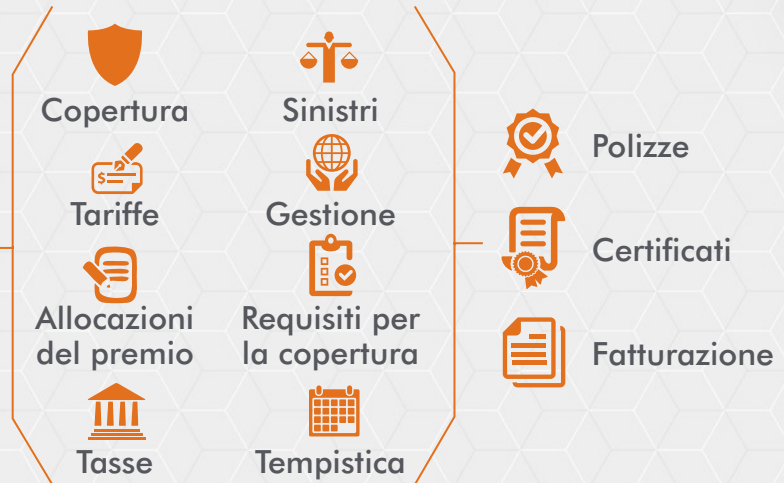 Copertura
Sinistri
Tariffe
Gestione
Allocazioni
del premio
Requisiti per
la copertura
Tasse
Tempistica
Polizze
Certificati
Fatturazione